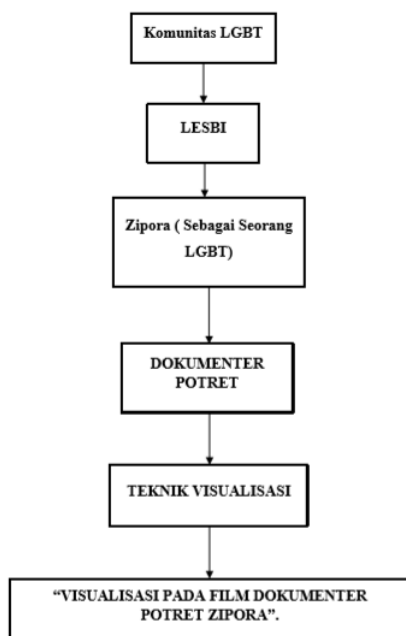 Komunitas LGBT
LESBI
Zipora ( Sebagai Seorang
LGBT)
DOKUMENTER
POTRET
TEKNIK VISUALISASI
“VISUALISASI PADA FILM DOKUMENTER
POTRET ZIPORA”.